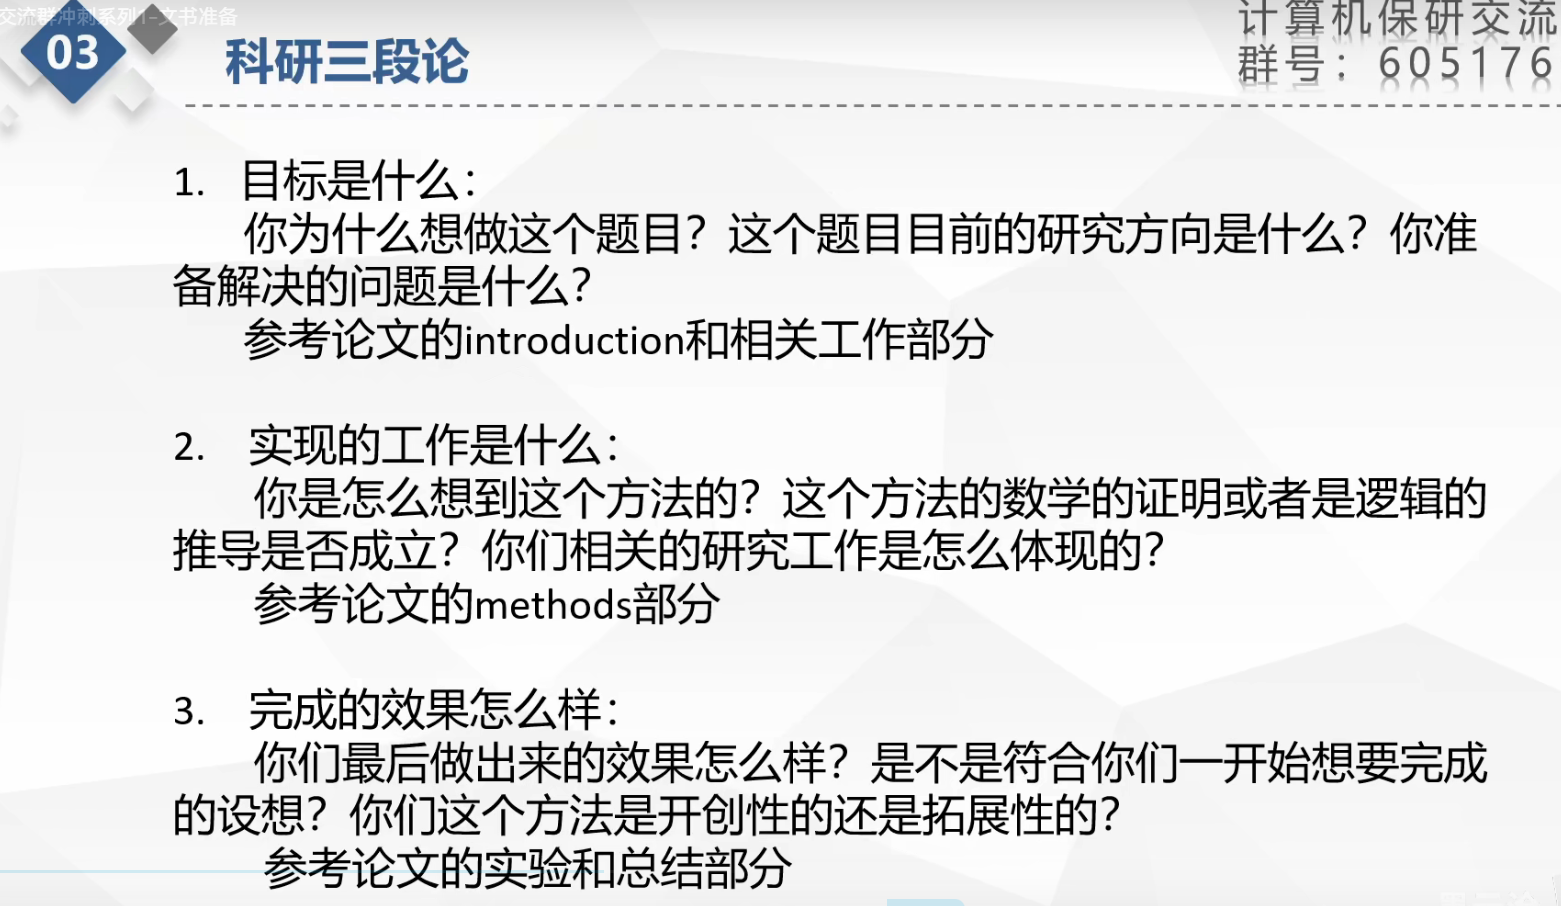 交流群冲刺系列1-文书准备
计算机保研交流
03
科研三段论
群号：605176
1. 目标是什么：
你为什么想做这个题目？这个题目目前的研究方向是什么？你准
备解决的问题是什么？
参考论文的introduction和相关工作部分
2. 实现的工作是什么：
你是怎么想到这个方法的？这个方法的数学的证明或者是逻辑的
推导是否成立？你们相关的研究工作是怎么体现的？
参考论文的methods部分
3. 完成的效果怎么样：
你们最后做出来的效果怎么样？是不是符合你们一开始想要完成
的设想？你们这个方法是开创性的还是拓展性的？
参考论文的实验和总结部分